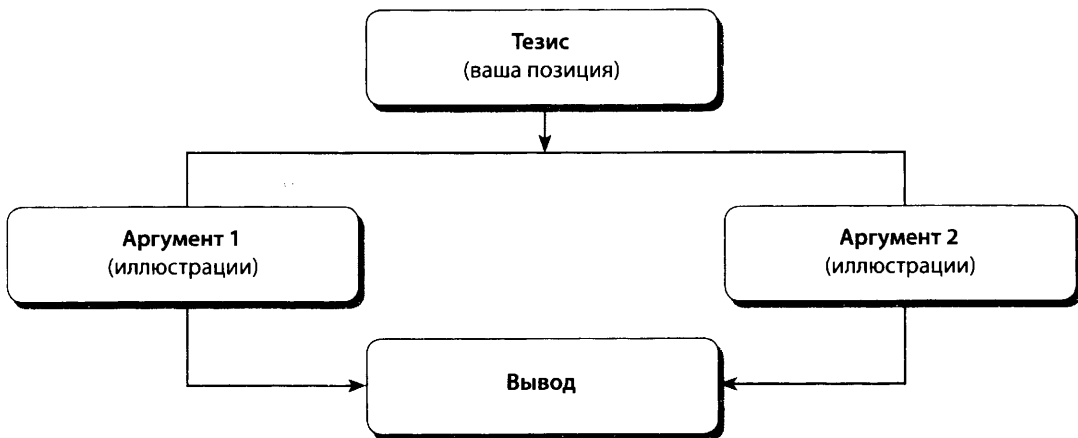 Тезис
(ваша позиция)
Аргумент 1
(иллюстрации)
Аргумент 2
(иллюстрации)
Вывод